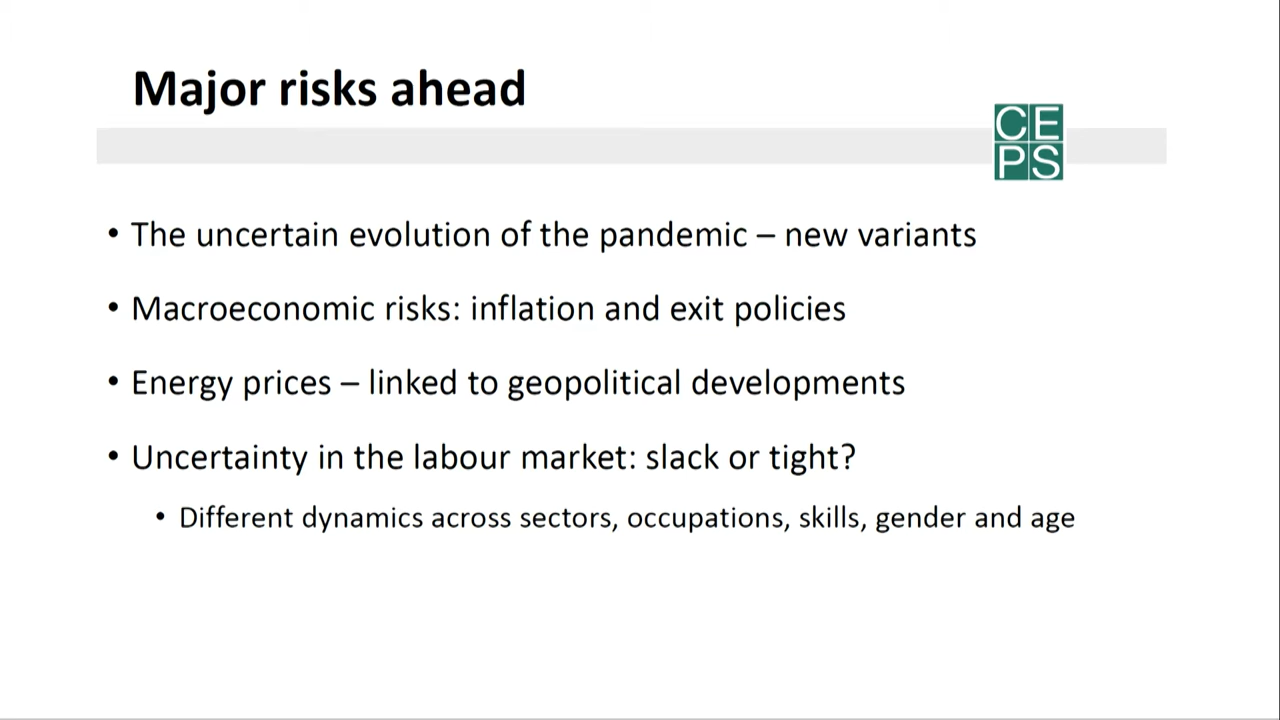 Major risks ahead
CE
PS
• The uncertain evolution of the pandemic – new variants
• Macroeconomic risks: inflation and exit policies
• Energy prices – linked to geopolitical developments
• Uncertainty in the labour market: slack or tight?
• Different dynamics across sectors, occupations, skills, gender and age